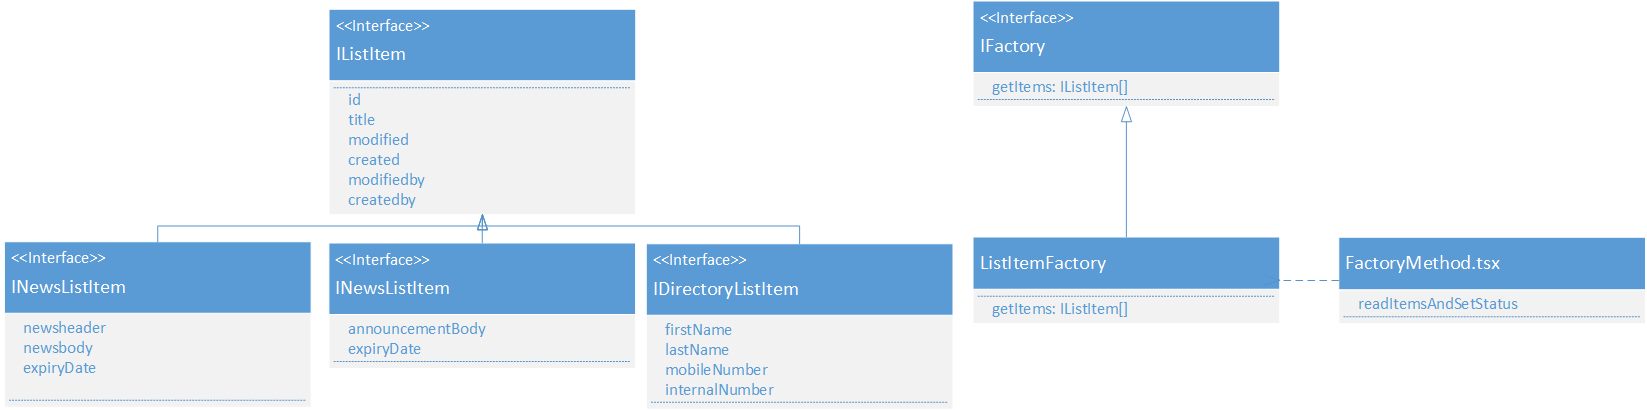 <<Interface>>
IListItem
id
title
modified
created
modifiedby
createdby
<<Interface>>
INewsListItem
newsheader
newsbody
expiryDate
<<Interface>>
INewsListItem
announcementBody
expiryDate
<<Interface>>
IDirectoryListItem
firstName
lastName
mobileNumber
internalNumber
<<Interface>>
IFactory
getItems: IListItem[]
ListItemFactory
getItems: IListItem[]
FactoryMethod.tsx
readItemsAndSetStatus